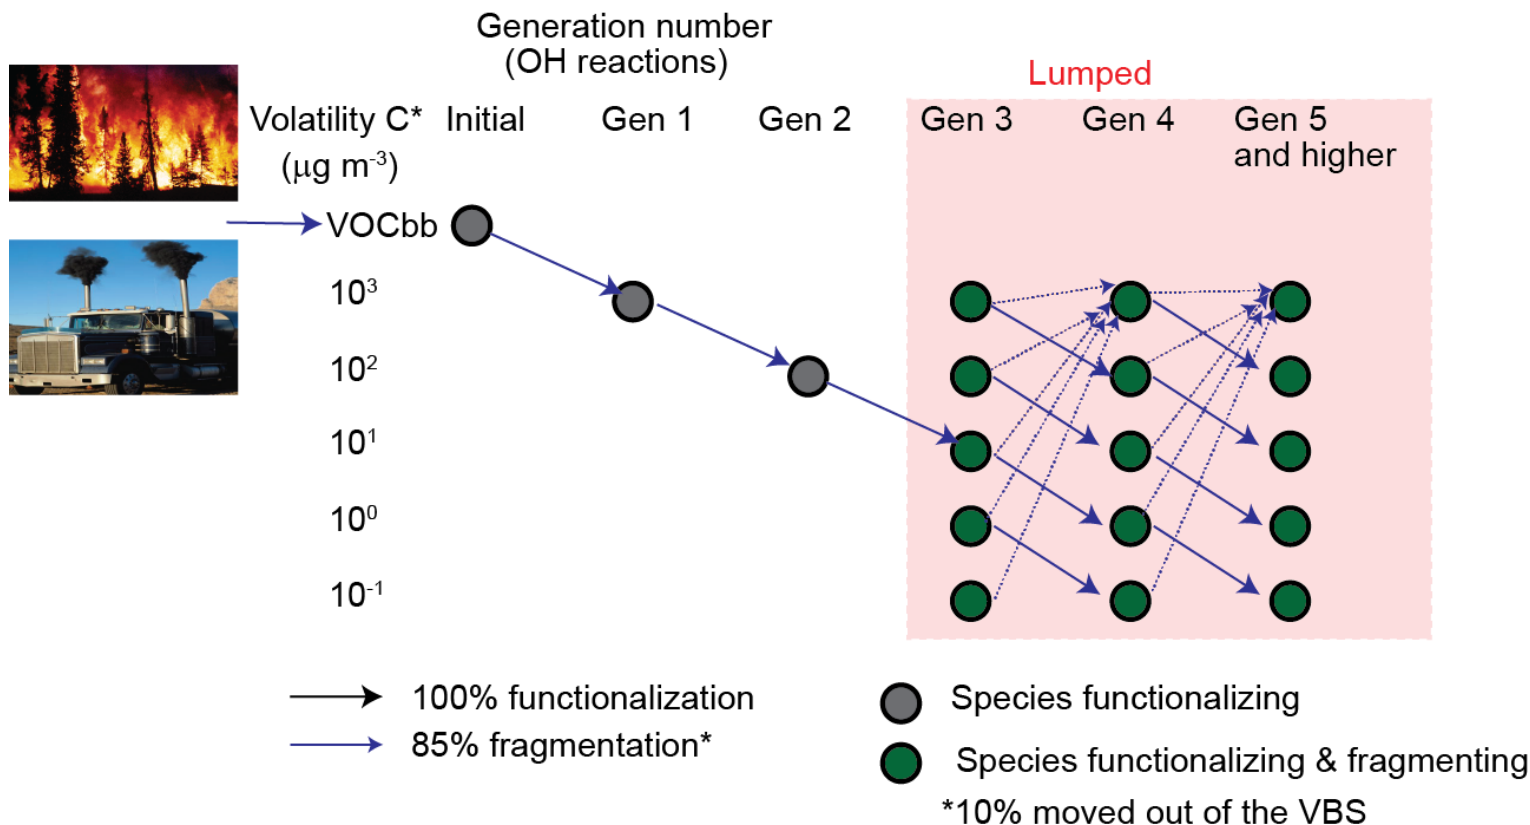 Generation number
(OH reactions)
Lumped
Volatility C* Initial Gen 1 Gen 2 Gen 3 Gen 4 Gen 5
and higher
(μg m-3)
VOCbb
10³
10²
10¹
10⁰
10⁻¹
100% functionalization
85% fragmentation*
Species functionalizing
Species functionalizing & fragmenting
*10% moved out of the VBS